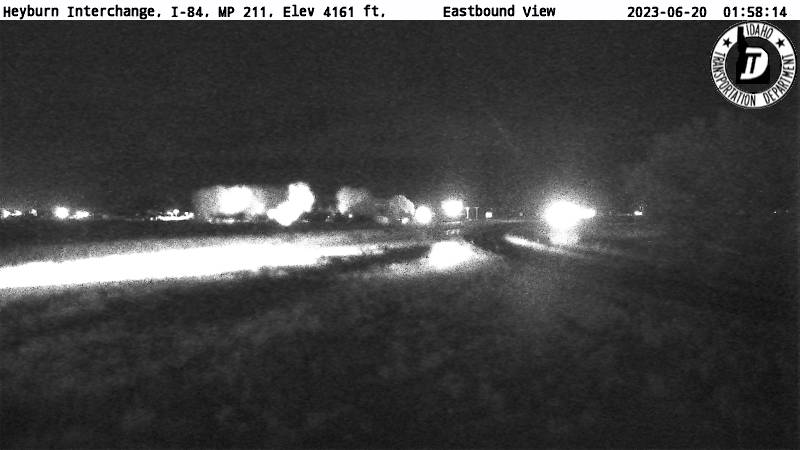 Heyburn Interchange, I-84, MP 211, Elev 4161 ft, Eastbound View 2023-06-20 01:58:14
IDAHO
TRANSPORTATION DEPARTMENT